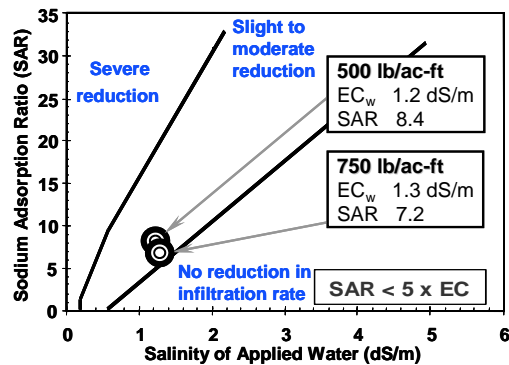 Sodium Adsorption Ratio (SAR)
35
30
25
20
15
10
5
0
Severe
reduction
Slight to
moderate
reduction
500 lb/ac-ft
ECw 1.2 dS/m
SAR 8.4
750 lb/ac-ft
ECw 1.3 dS/m
SAR 7.2
No reduction in
infiltration rate
SAR < 5 x EC
0 1 2 3 4 5 6
Salinity of Applied Water (dS/m)